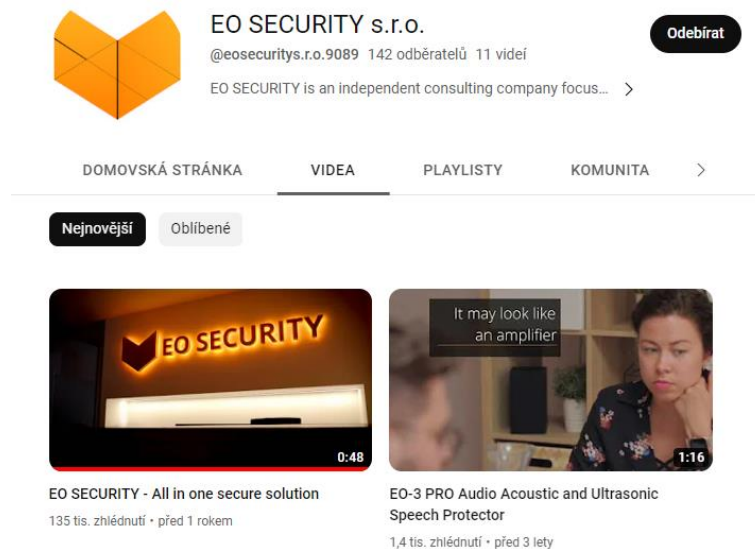 EO SECURITY s.r.o.
@eosecuritys.r.o.9089 142 odběratelů 11 videí
Odebírat
EO SECURITY is an independent consulting company focus...
DOMOVSKÁ STRÁNKA VIDEA PLAYLISTY KOMUNITA
Nejnovější Oblíbené
EO SECURITY
0:48
It may look like
an amplifier
1:16
EO SECURITY - All in one secure solution
135 tis. zhlédnutí • před 1 rokem
EO-3 PRO Audio Acoustic and Ultrasonic
Speech Protector
1,4 tis. zhlédnutí • před 3 lety